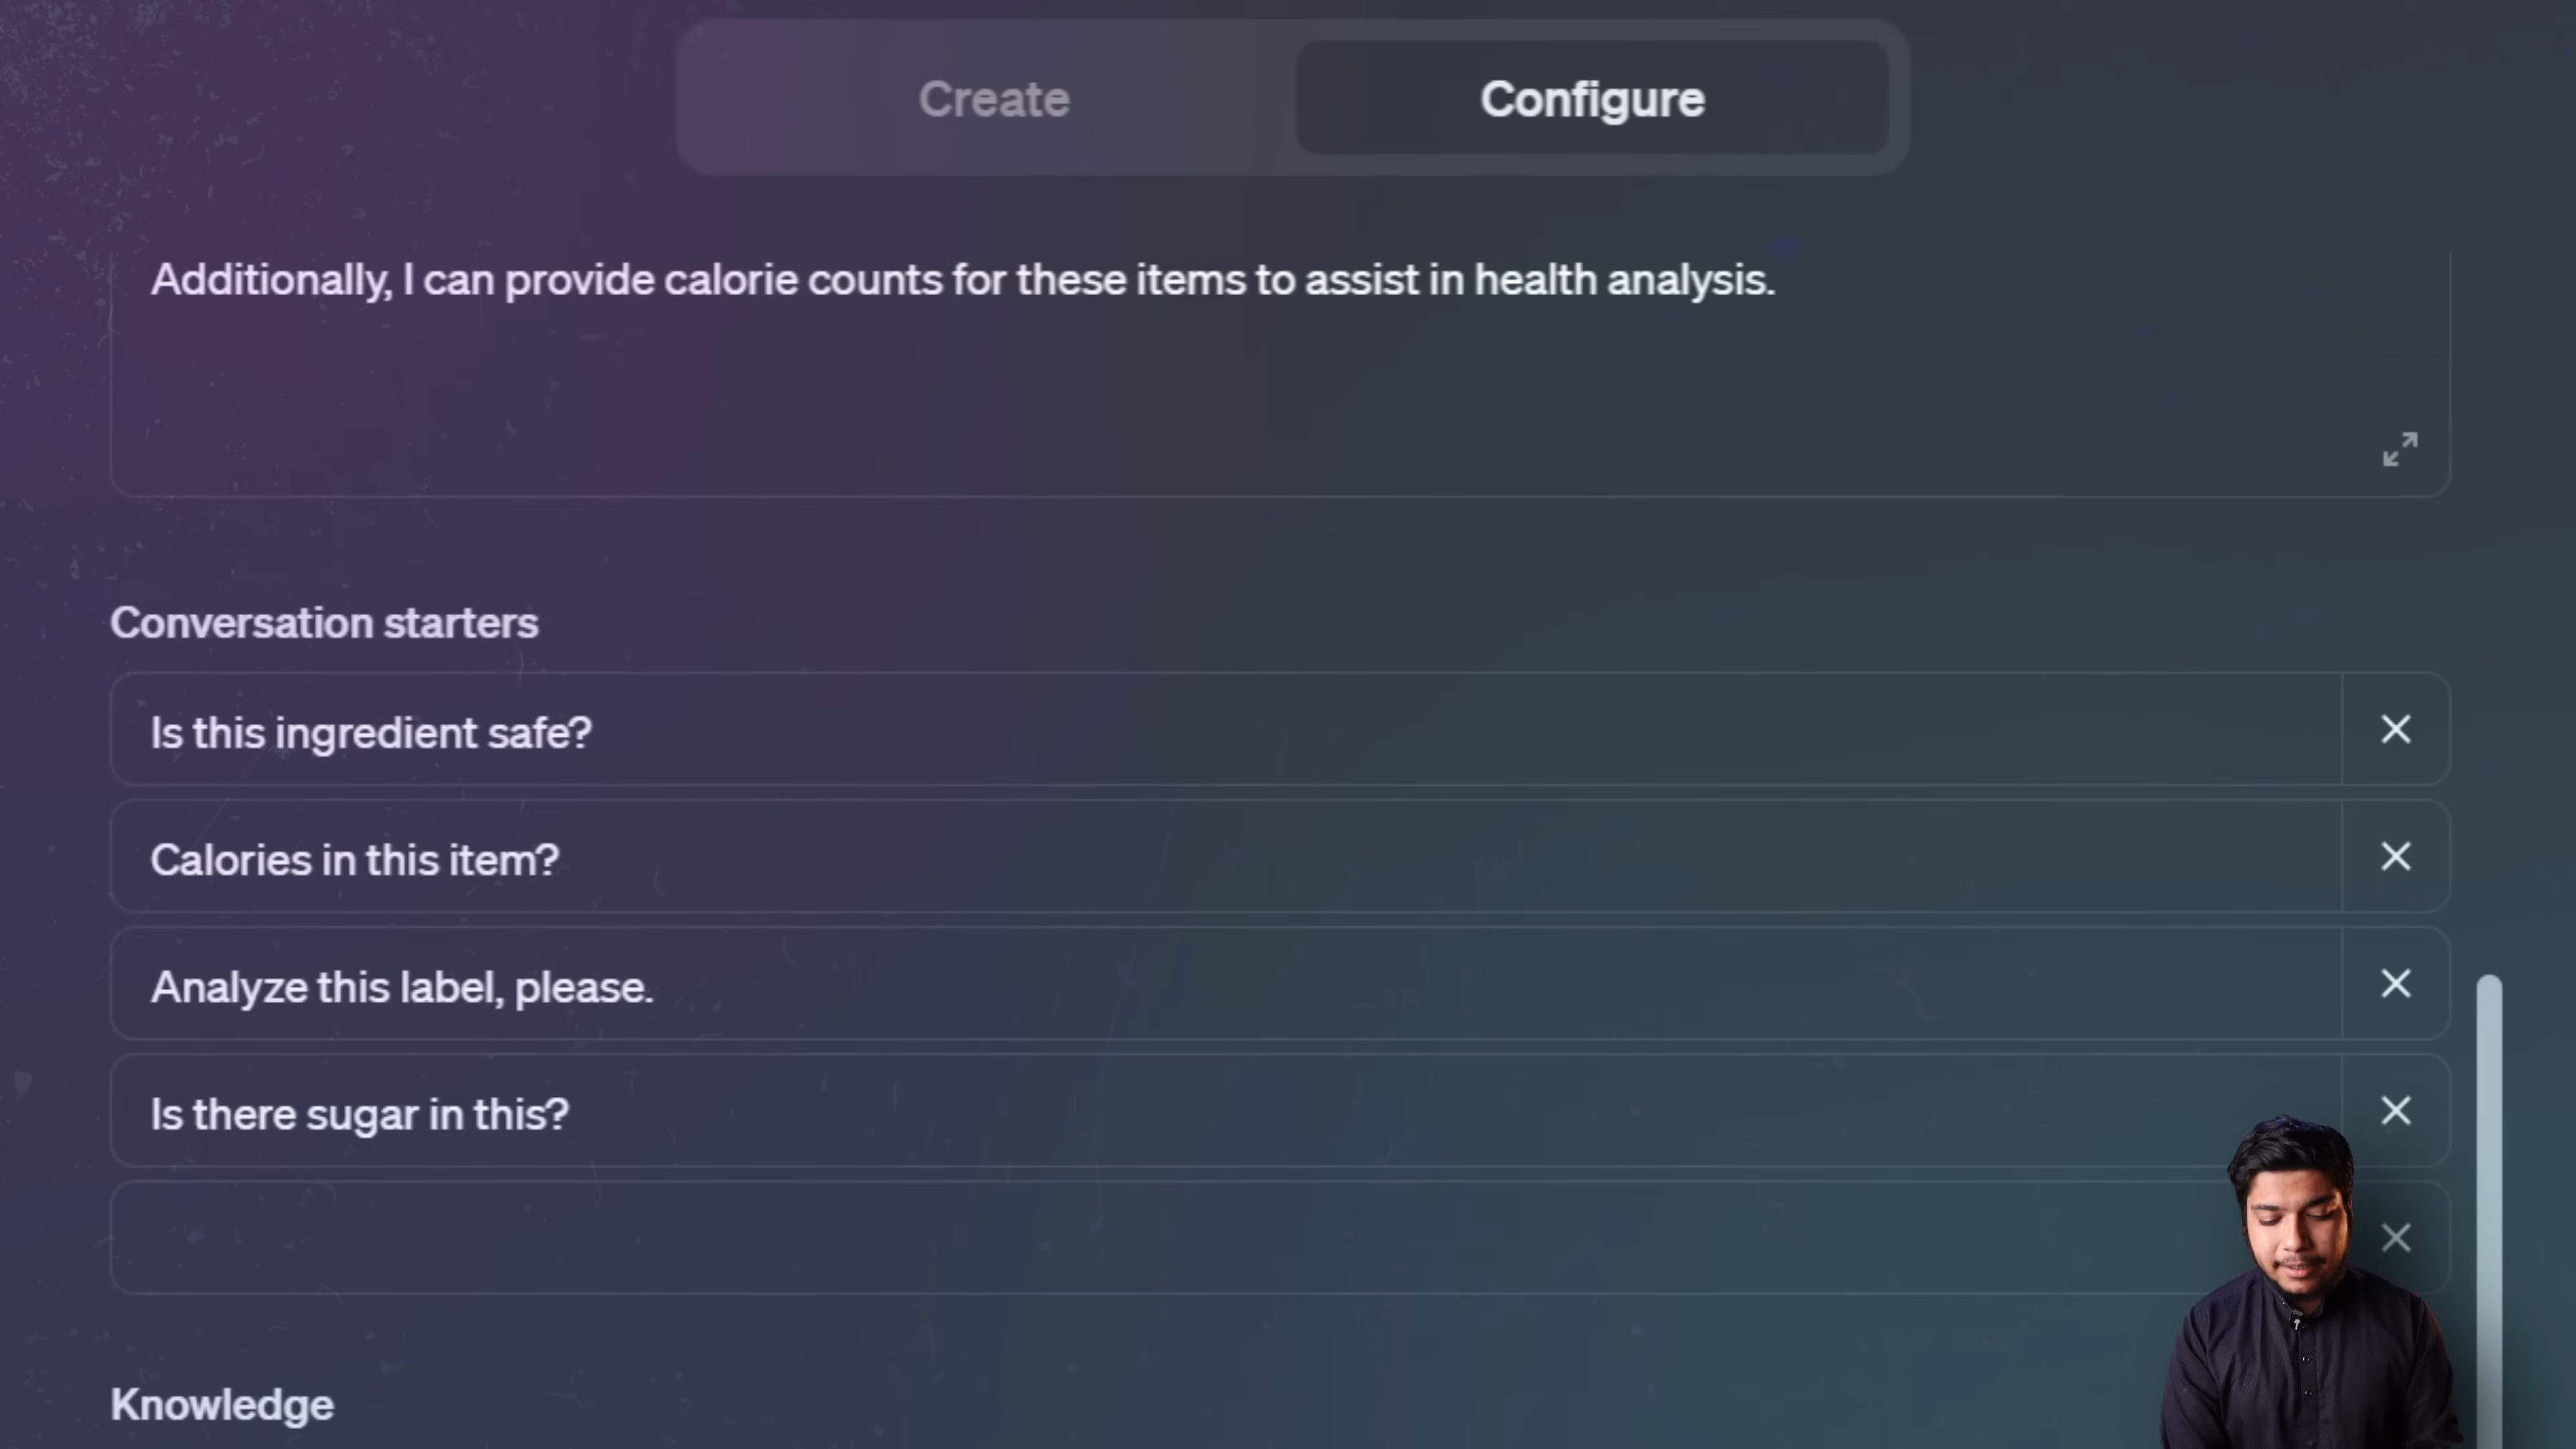 Create
Configure
Additionally, I can provide calorie counts for these items to assist in health analysis.
Conversation starters
Is this ingredient safe?
Calories in this item?
Analyze this label, please.
Is there sugar in this?
Knowledge